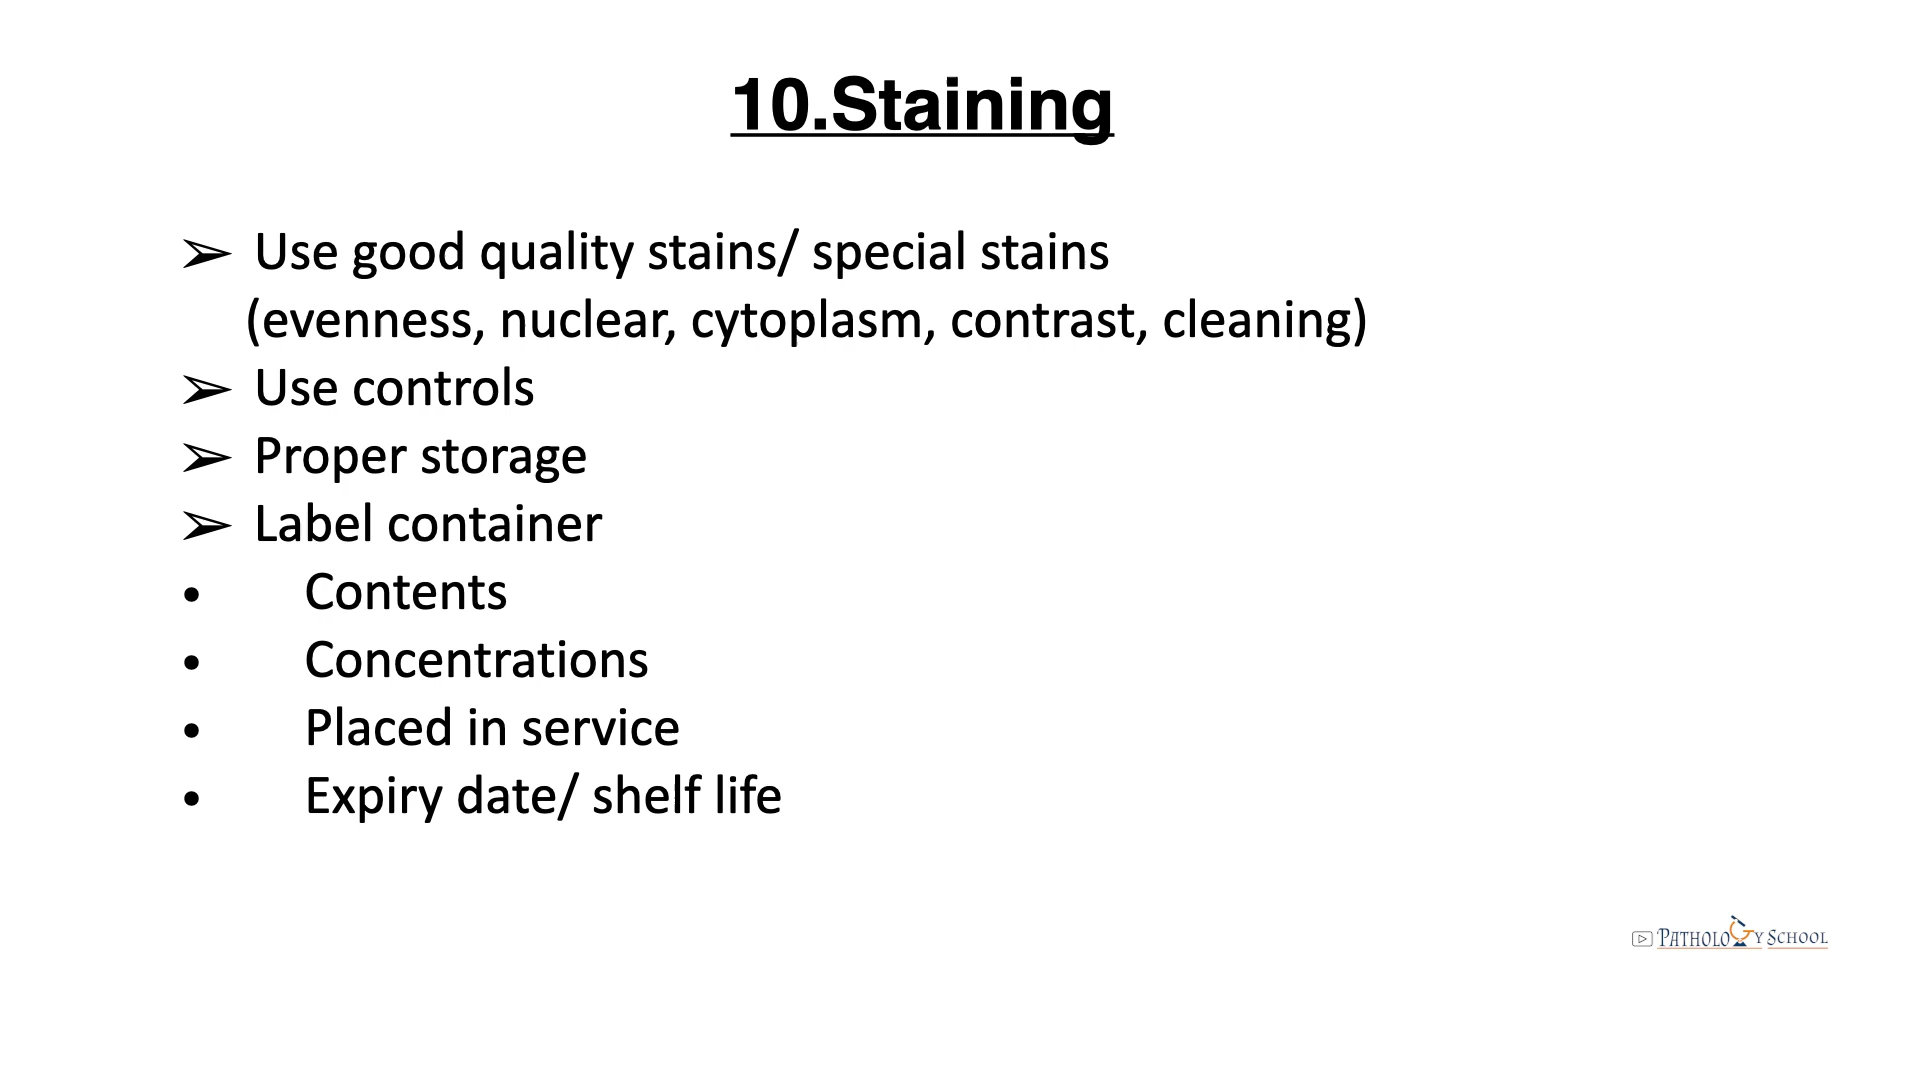 10.Staining
➢ Use good quality stains/ special stains
(evenness, nuclear, cytoplasm, contrast, cleaning)
➢ Use controls
➢ Proper storage
➢ Label container
• Contents
• Concentrations
• Placed in service
• Expiry date/ shelf life
PATHOLOGY SCHOOL